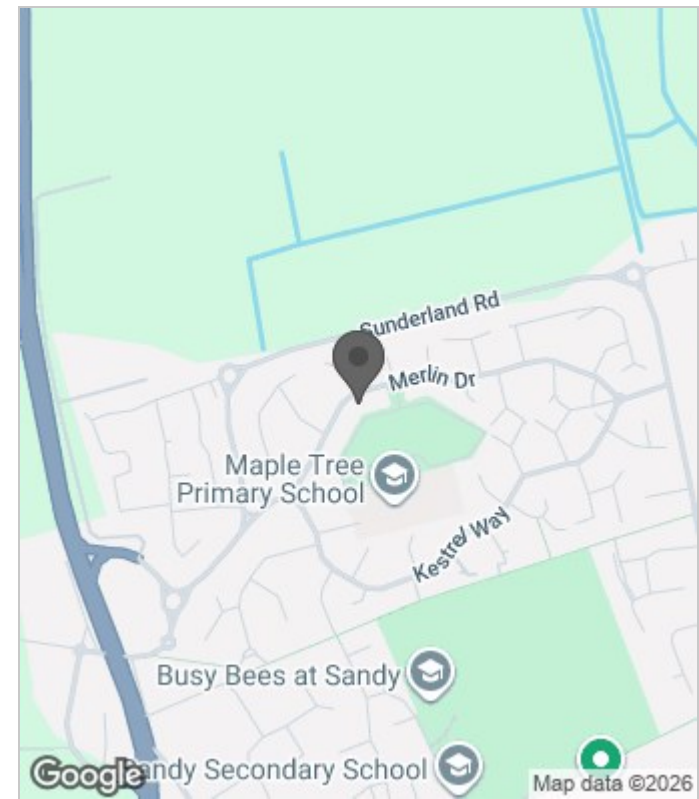 Sunderland Rd
Merlin Dr
Maple Tree
Primary School
Kestrel Way
Busy Bees at Sandy
Sandy Secondary School
Google
Map data ©2026